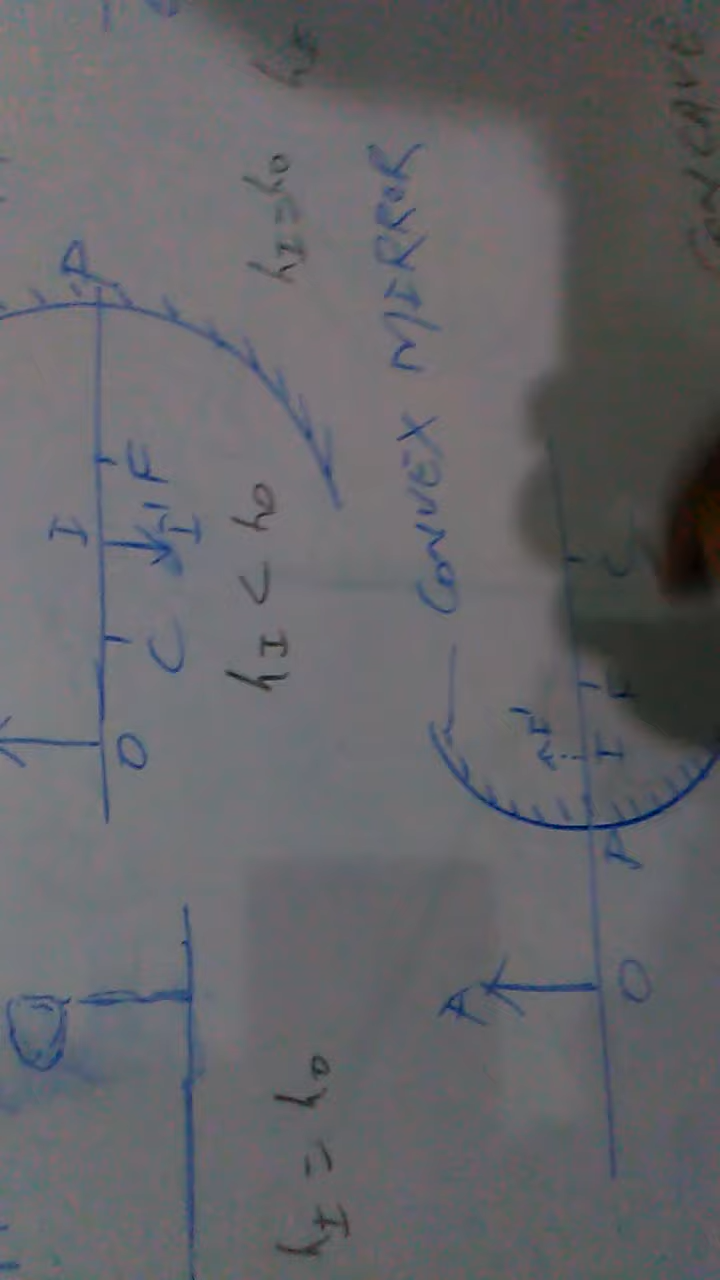 P
I
F
I'
C
O
h_I < h_O
h_I = h_O
CONVEX MIRROR
C
F
I
P
A
O
h_I = h_O